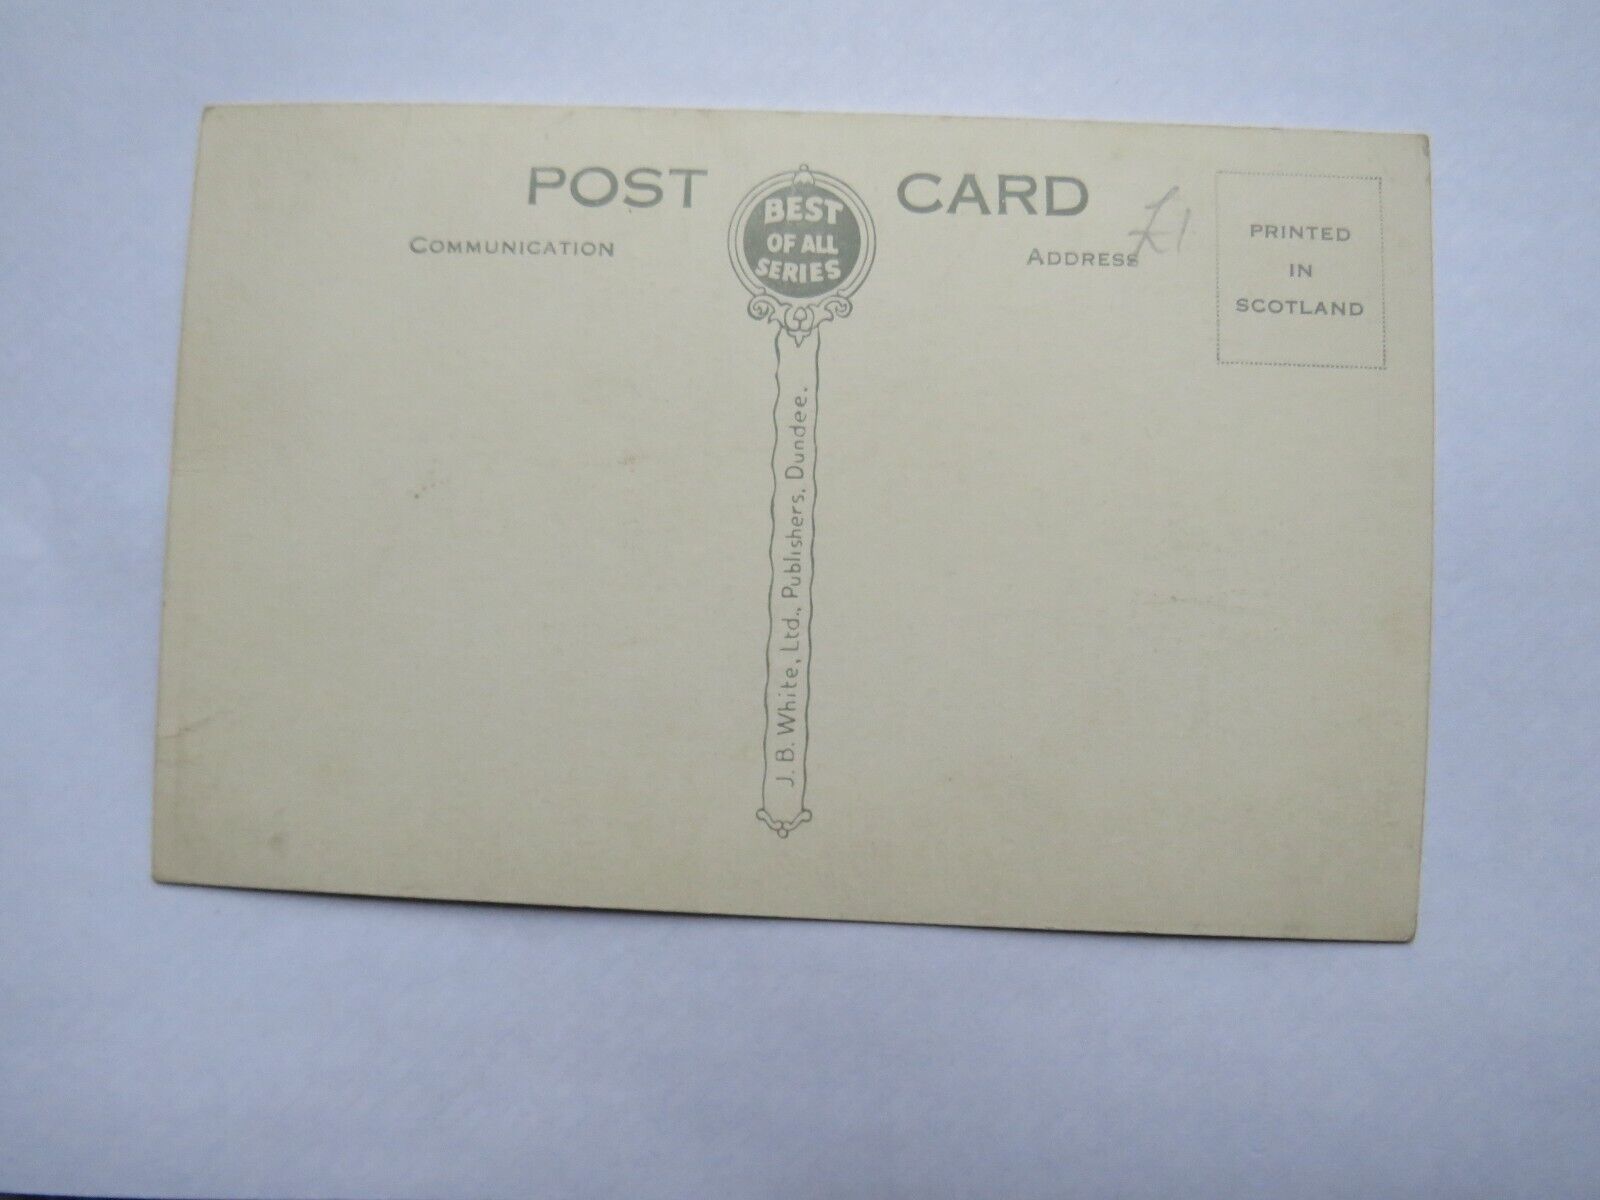 POST CARD
BEST
OF ALL
SERIES
COMMUNICATION
ADDRESS
£1
PRINTED
IN
SCOTLAND
J. B. White, Ltd., Publishers, Dundee.